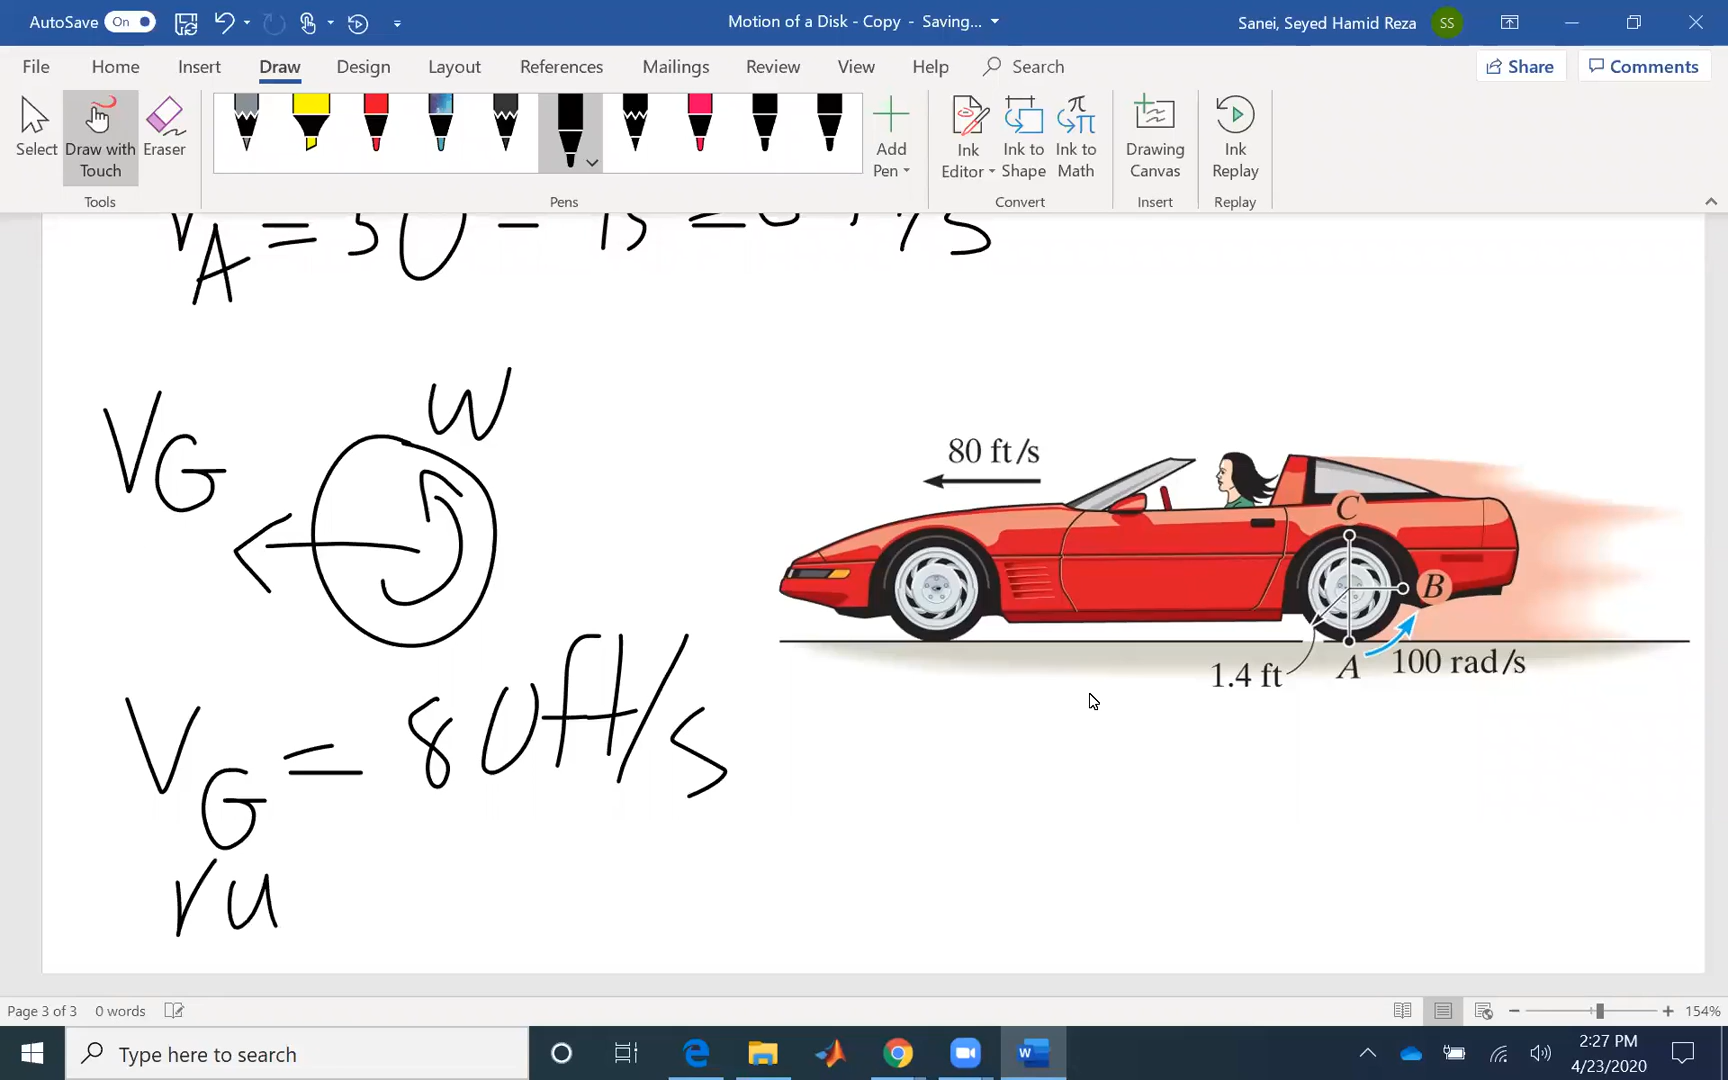 AutoSave On
Motion of a Disk - Copy - Saving...
Sanei, Seyed Hamid Reza SS
File Home Insert Draw Design Layout References Mailings Review View Help Search
Share Comments
Select Draw with Touch Eraser
Add Pen
Ink Editor
Ink to Shape
Ink to Math
Drawing Canvas
Ink Replay
Tools Pens Convert Insert Replay
V
A
=
W
V
G
80 ft/s
C
B
1.4 ft A 100 rad/s
V
G
= 80ft/s
Page 3 of 3 0 words 154%
Type here to search
2:27 PM
4/23/2020